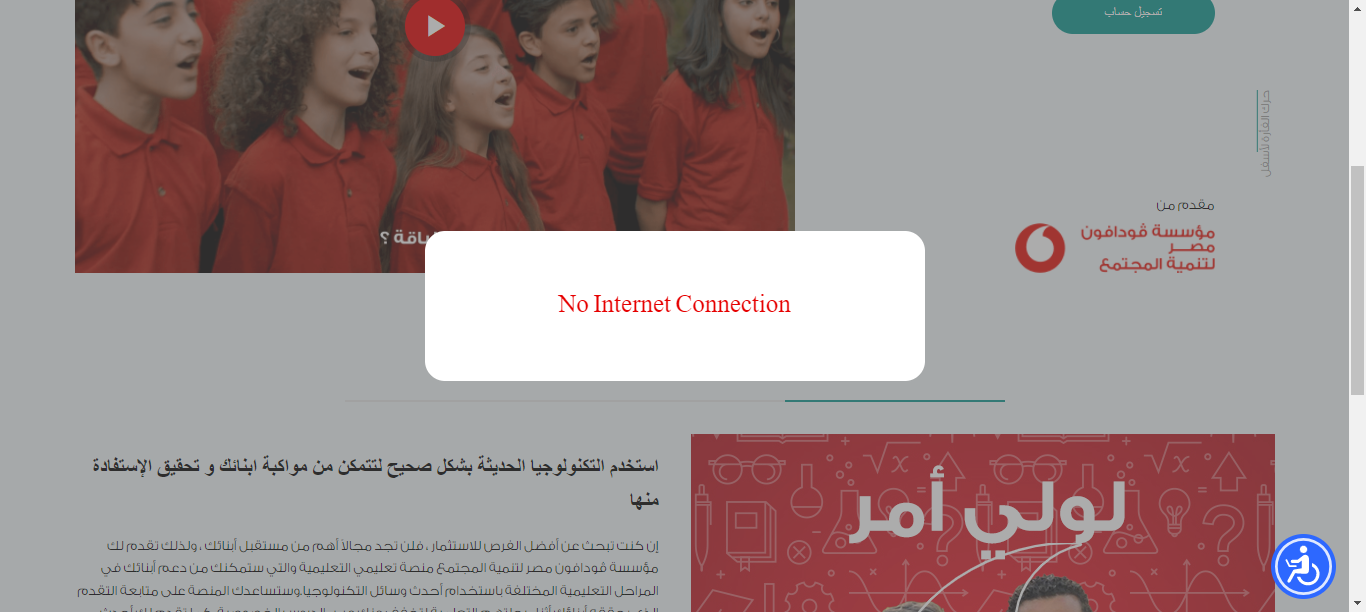 تسجيل حساب
حرك الفأرة لأسفل
مقدم من
مؤسسة ڤودافون
مصر
لتنمية المجتمع
No Internet Connection
لولي أمر
استخدم التكنولوجيا الحديثة بشكل صحيح لتتمكن من مواكبة ابنائك و تحقيق الإستفادة
منها
إن كنت تبحث عن أفضل الفرص للاستثمار ، فلن تجد مجالاً أهم من مستقبل أبنائك ، ولذلك تقدم لك
مؤسسة ڤودافون مصر لتنمية المجتمع منصة تعليمي التعليمية والتي ستمكنك من دعم أبنائك في
المراحل التعليمية المختلفة باستخدام أحدث وسائل التكنولوجيا.وستساعدك المنصة على متابعة التقدم